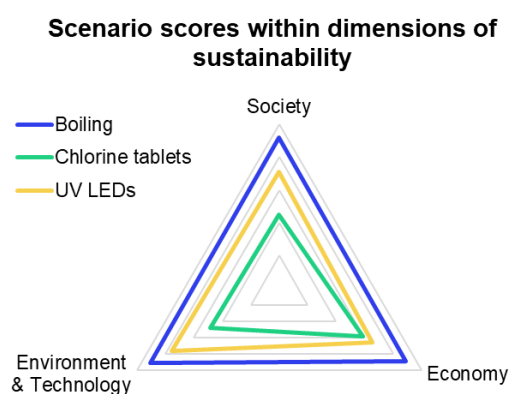 Scenario scores within dimensions of
sustainability
Society
Boiling
Chlorine tablets
UV LEDs
Environment
& Technology
Economy